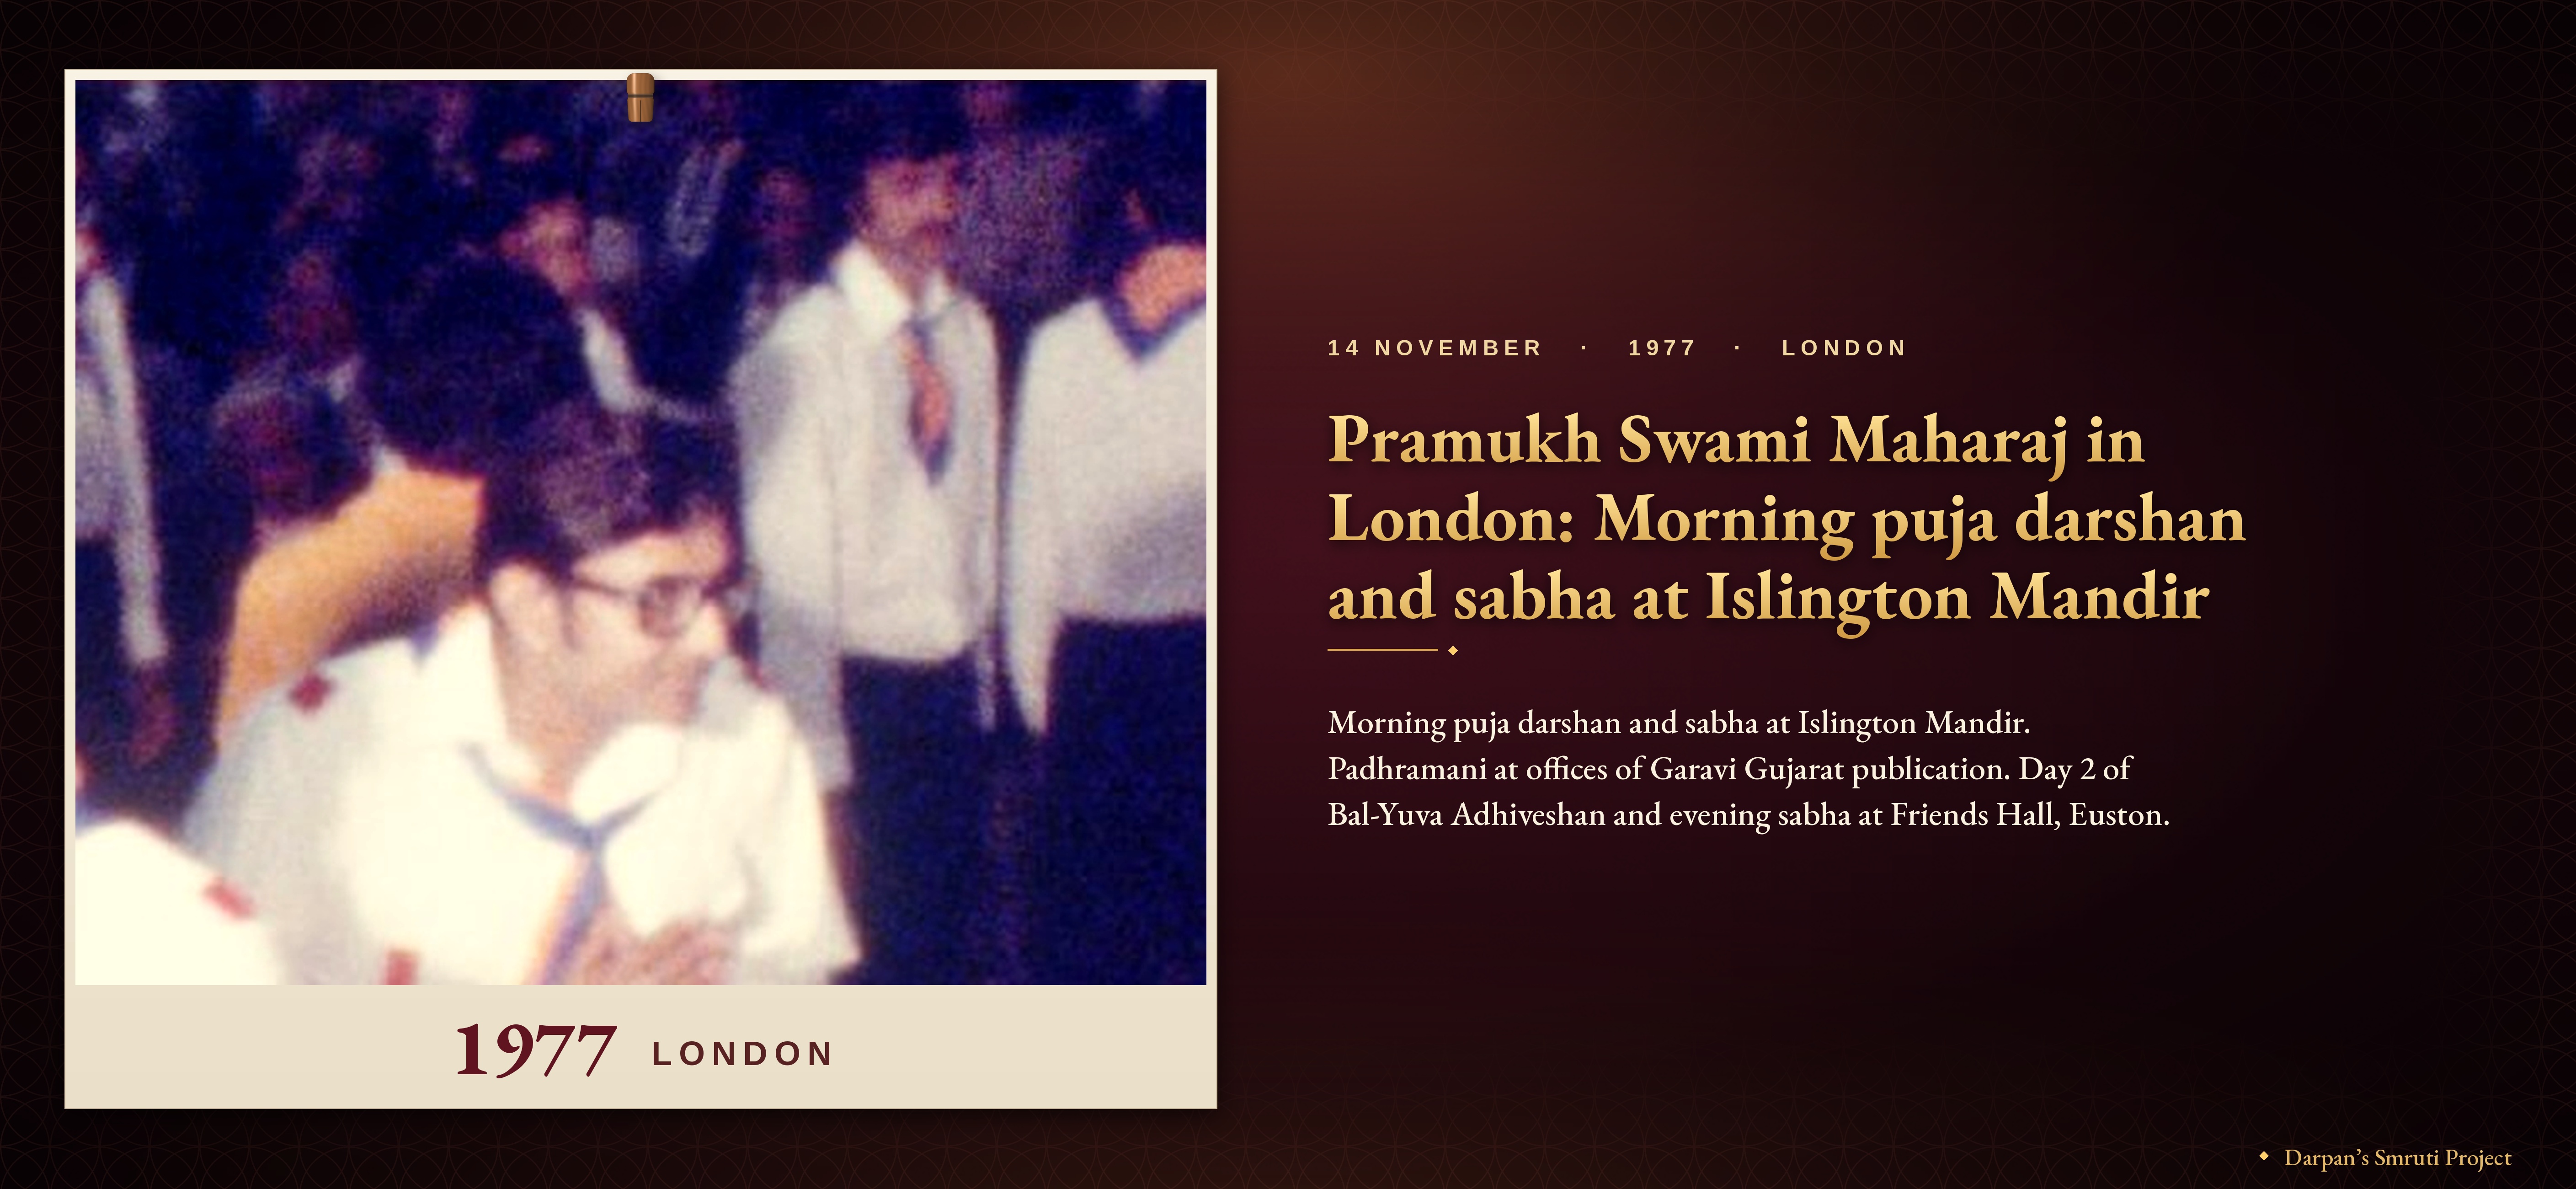 1977 LONDON
14 NOVEMBER · 1977 · LONDON
Pramukh Swami Maharaj in
London: Morning puja darshan
and sabha at Islington Mandir
Morning puja darshan and sabha at Islington Mandir.
Padhramani at offices of Garavi Gujarat publication. Day 2 of
Bal-Yuva Adhiveshan and evening sabha at Friends Hall, Euston.
Darpan’s Smruti Project